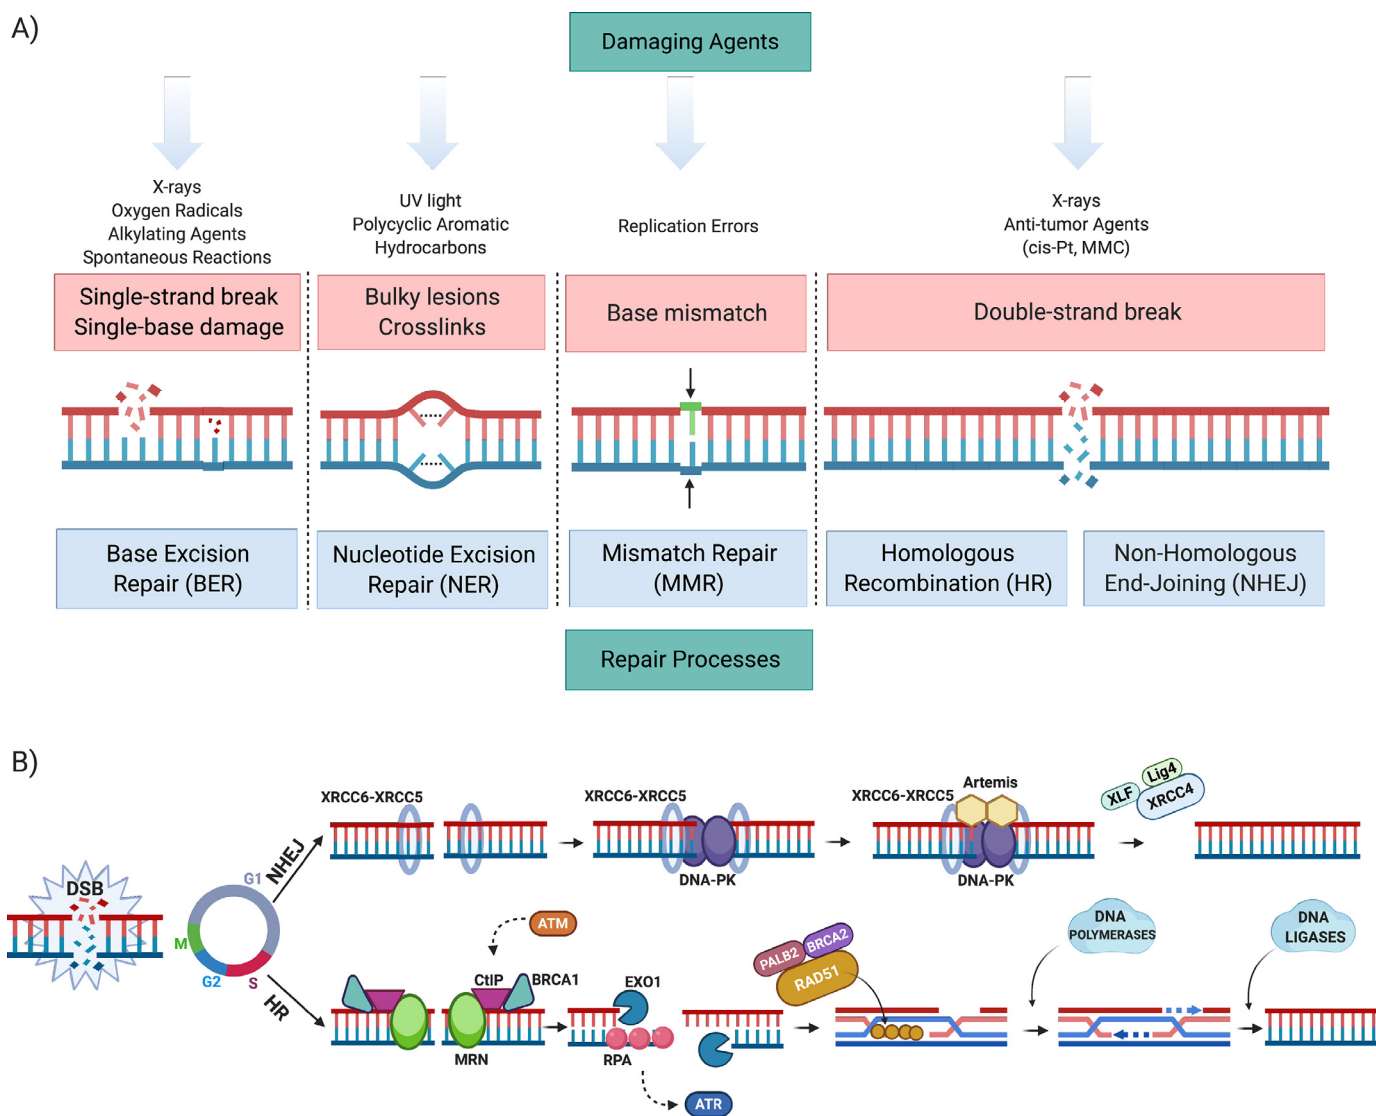 A)
Damaging Agents
X-rays
Oxygen Radicals
Alkylating Agents
Spontaneous Reactions
UV light
Polycyclic Aromatic
Hydrocarbons
Replication Errors
X-rays
Anti-tumor Agents
(cis-Pt, MMC)
Single-strand break
Single-base damage
Bulky lesions
Crosslinks
Base mismatch
Double-strand break
Base Excision
Repair (BER)
Nucleotide Excision
Repair (NER)
Mismatch Repair
(MMR)
Homologous
Recombination (HR)
Non-Homologous
End-Joining (NHEJ)
Repair Processes
B)
DSB
G1
M
G2
S
NHEJ
XRCC6-XRCC5
XRCC6-XRCC5
DNA-PK
XRCC6-XRCC5
Artemis
DNA-PK
XLF
Lig4
XRCC4
HR
ATM
CtIP
BRCA1
MRN
EXO1
RPA
ATR
PALB2
BRCA2
RAD51
DNA
POLYMERASES
DNA
LIGASES